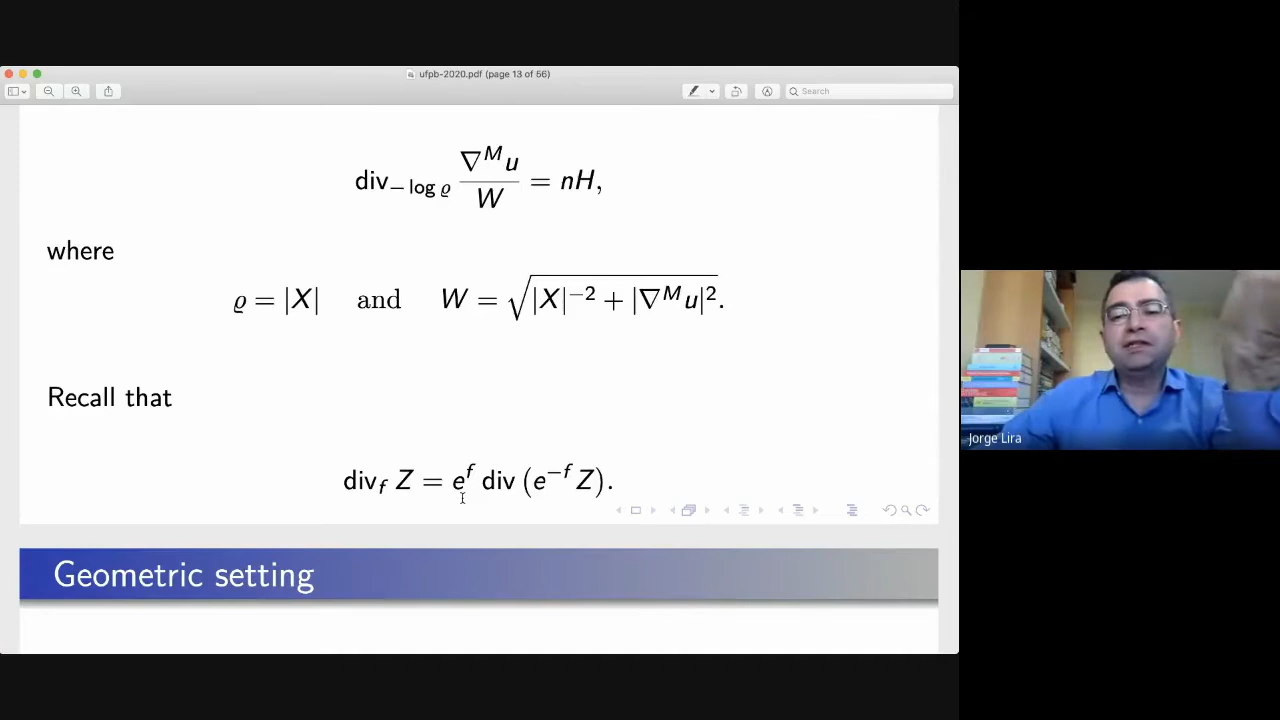 ufpb-2020.pdf (page 13 of 56)
Search
div_{− log ϱ} ∇^M u / W = nH,
where
ϱ = |X| and W = √(|X|^{−2} + |∇^M u|^2).
Recall that
div_f Z = e^f div (e^{−f} Z).
Geometric setting
Jorge Lira